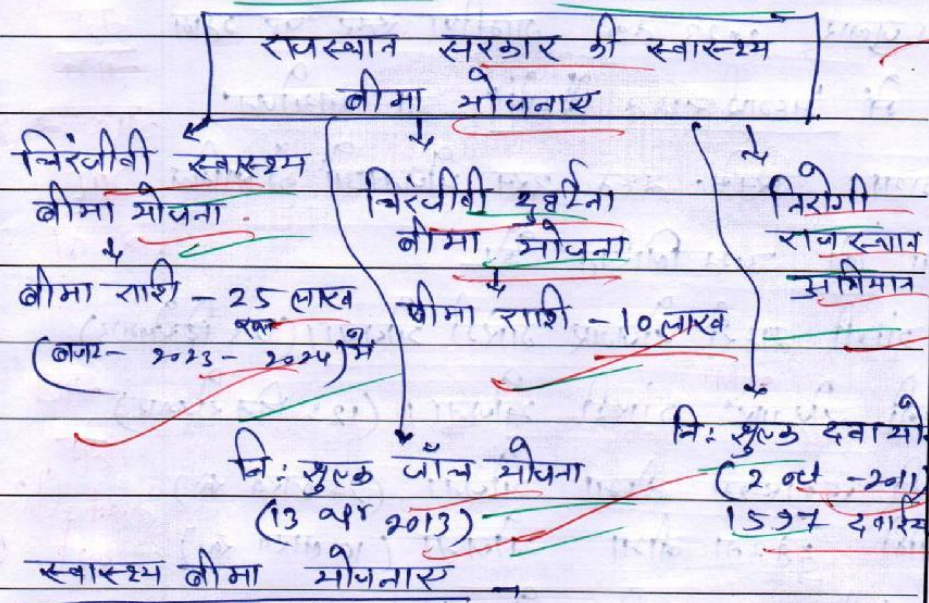 राजस्थान सरकार की स्वास्थ्य
बीमा योजनाए
चिरंजीवी स्वास्थ्य
बीमा योजना
बीमा राशि - 25 लाख
(बजट - 2023 - 2024) में
चिरंजीवी दुर्घटना
बीमा योजना
बीमा राशि - 10 लाख
निरोगी
राजस्थान
अभियान
नि: शुल्क जाँच योजना
(13 अप्रै 2013)
नि: शुल्क दवा यो
(2 अक्टू - 2011)
1597 दवाईय
स्वास्थ्य बीमा योजनाए